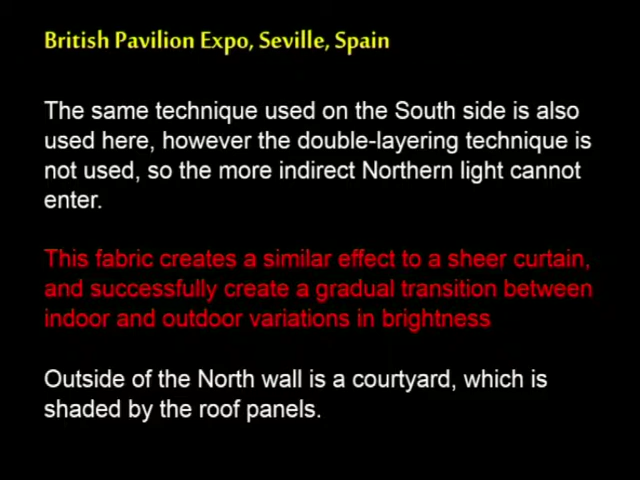 British Pavilion Expo, Seville, Spain
The same technique used on the South side is also
used here, however the double-layering technique is
not used, so the more indirect Northern light cannot
enter.
This fabric creates a similar effect to a sheer curtain,
and successfully create a gradual transition between
indoor and outdoor variations in brightness
Outside of the North wall is a courtyard, which is
shaded by the roof panels.